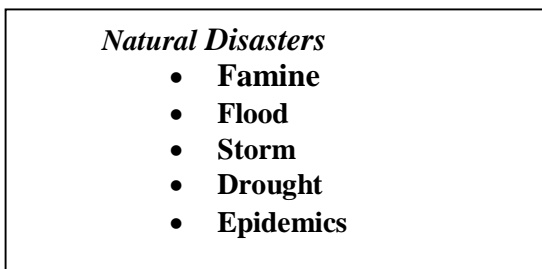 Natural Disasters
• Famine
• Flood
• Storm
• Drought
• Epidemics